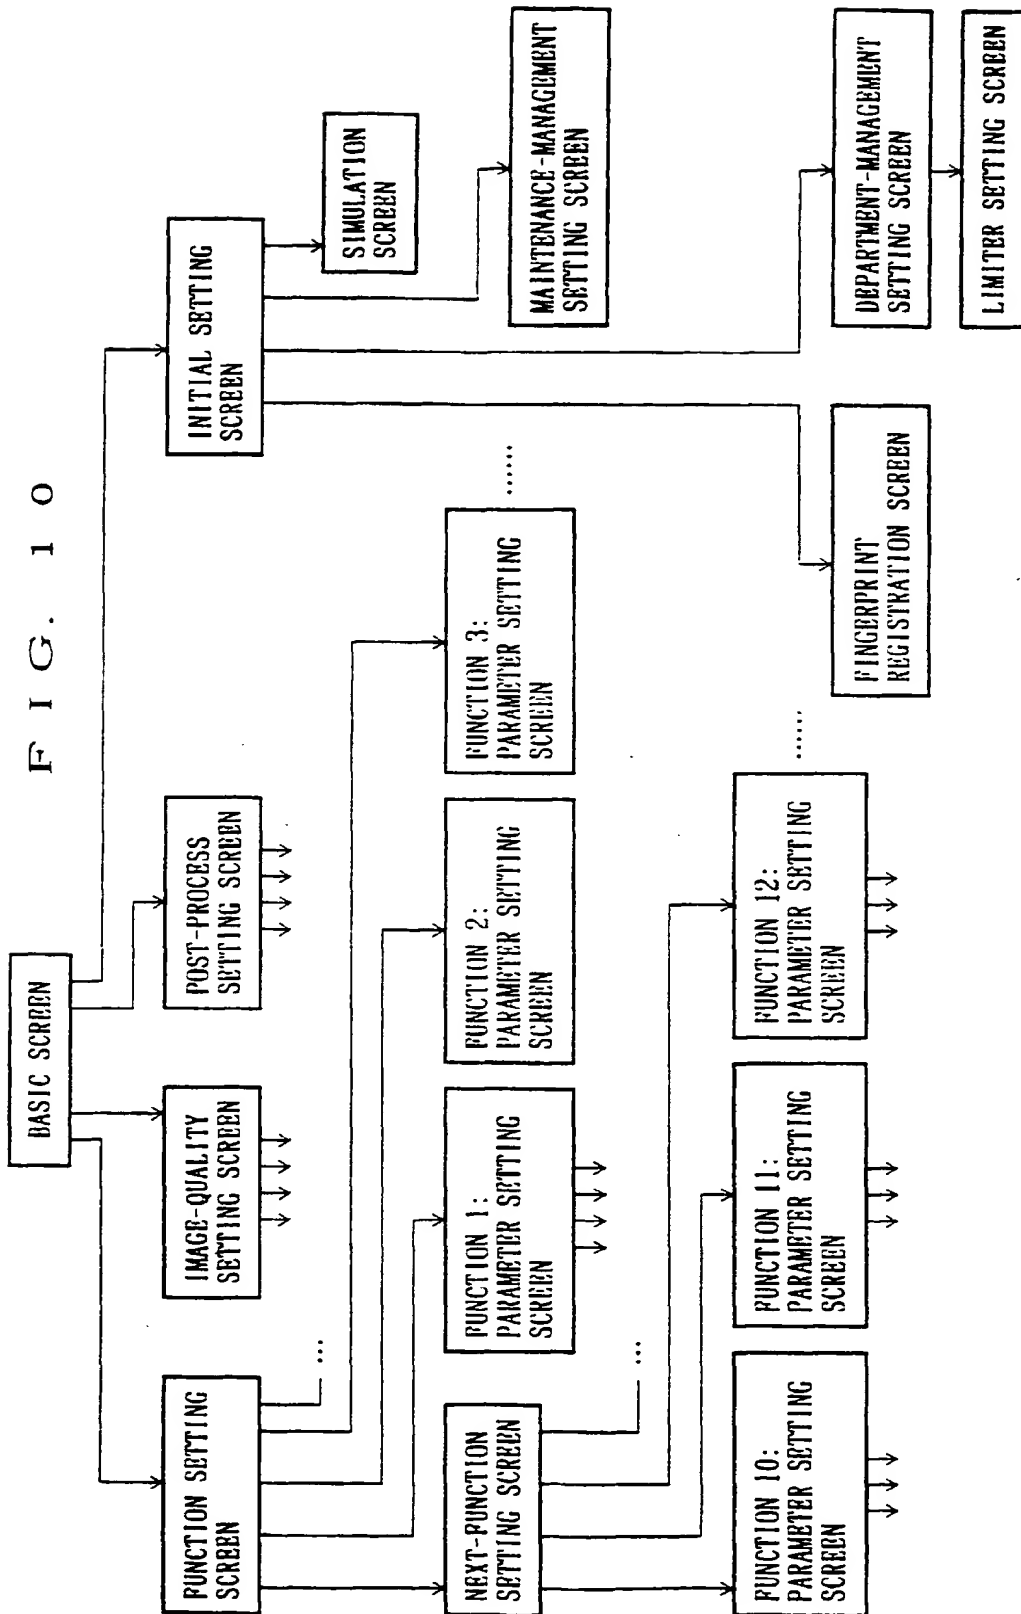 FIG. 10
BASIC SCREEN
FUNCTION SETTING
SCREEN
IMAGE-QUALITY
SETTING SCREEN
POST-PROCESS
SETTING SCREEN
INITIAL SETTING
SCREEN
SIMULATION
SCREEN
...
NEXT-FUNCTION
SETTING SCREEN
FUNCTION 1:
PARAMETER SETTING
SCREEN
FUNCTION 2:
PARAMETER SETTING
SCREEN
FUNCTION 3:
PARAMETER SETTING
SCREEN
......
MAINTENANCE-MANAGEMENT
SETTING SCREEN
...
FUNCTION 10:
PARAMETER SETTING
SCREEN
FUNCTION 11:
PARAMETER SETTING
SCREEN
FUNCTION 12:
PARAMETER SETTING
SCREEN
......
FINGERPRINT
REGISTRATION SCREEN
DEPARTMENT-MANAGEMENT
SETTING SCREEN
LIMITER SETTING SCREEN